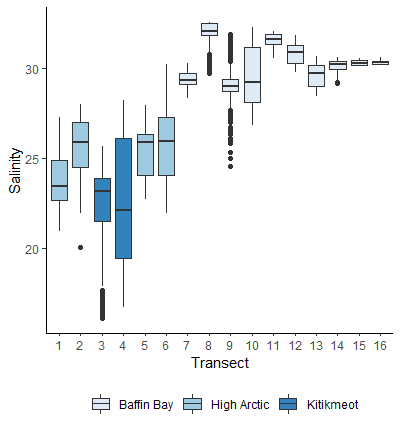 Salinity
30
25
20
1 2 3 4 5 6 7 8 9 10 11 12 13 14 15 16
Transect
Baffin Bay High Arctic Kitikmeot